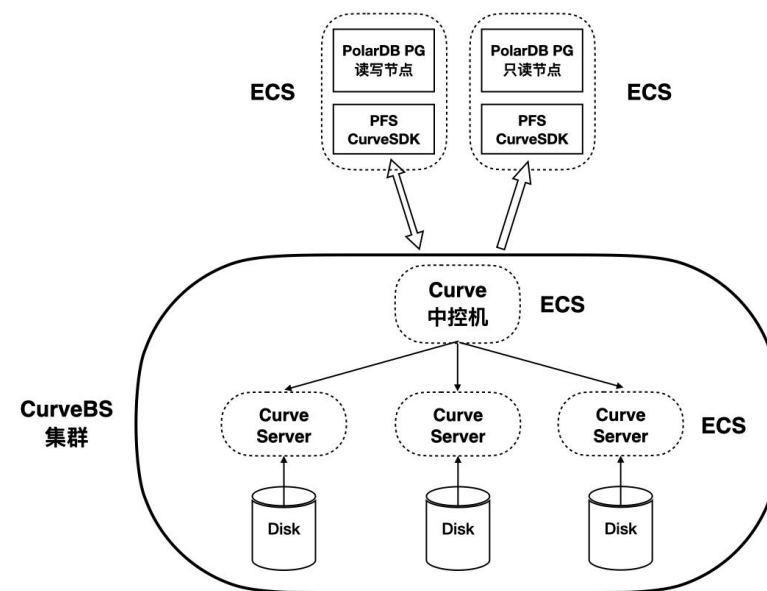 PolarDB PG
读写节点
PolarDB PG
只读节点
ECS
ECS
PFS
CurveSDK
PFS
CurveSDK
Curve
中控机
ECS
CurveBS
集群
Curve
Server
Curve
Server
Curve
Server
ECS
Disk
Disk
Disk